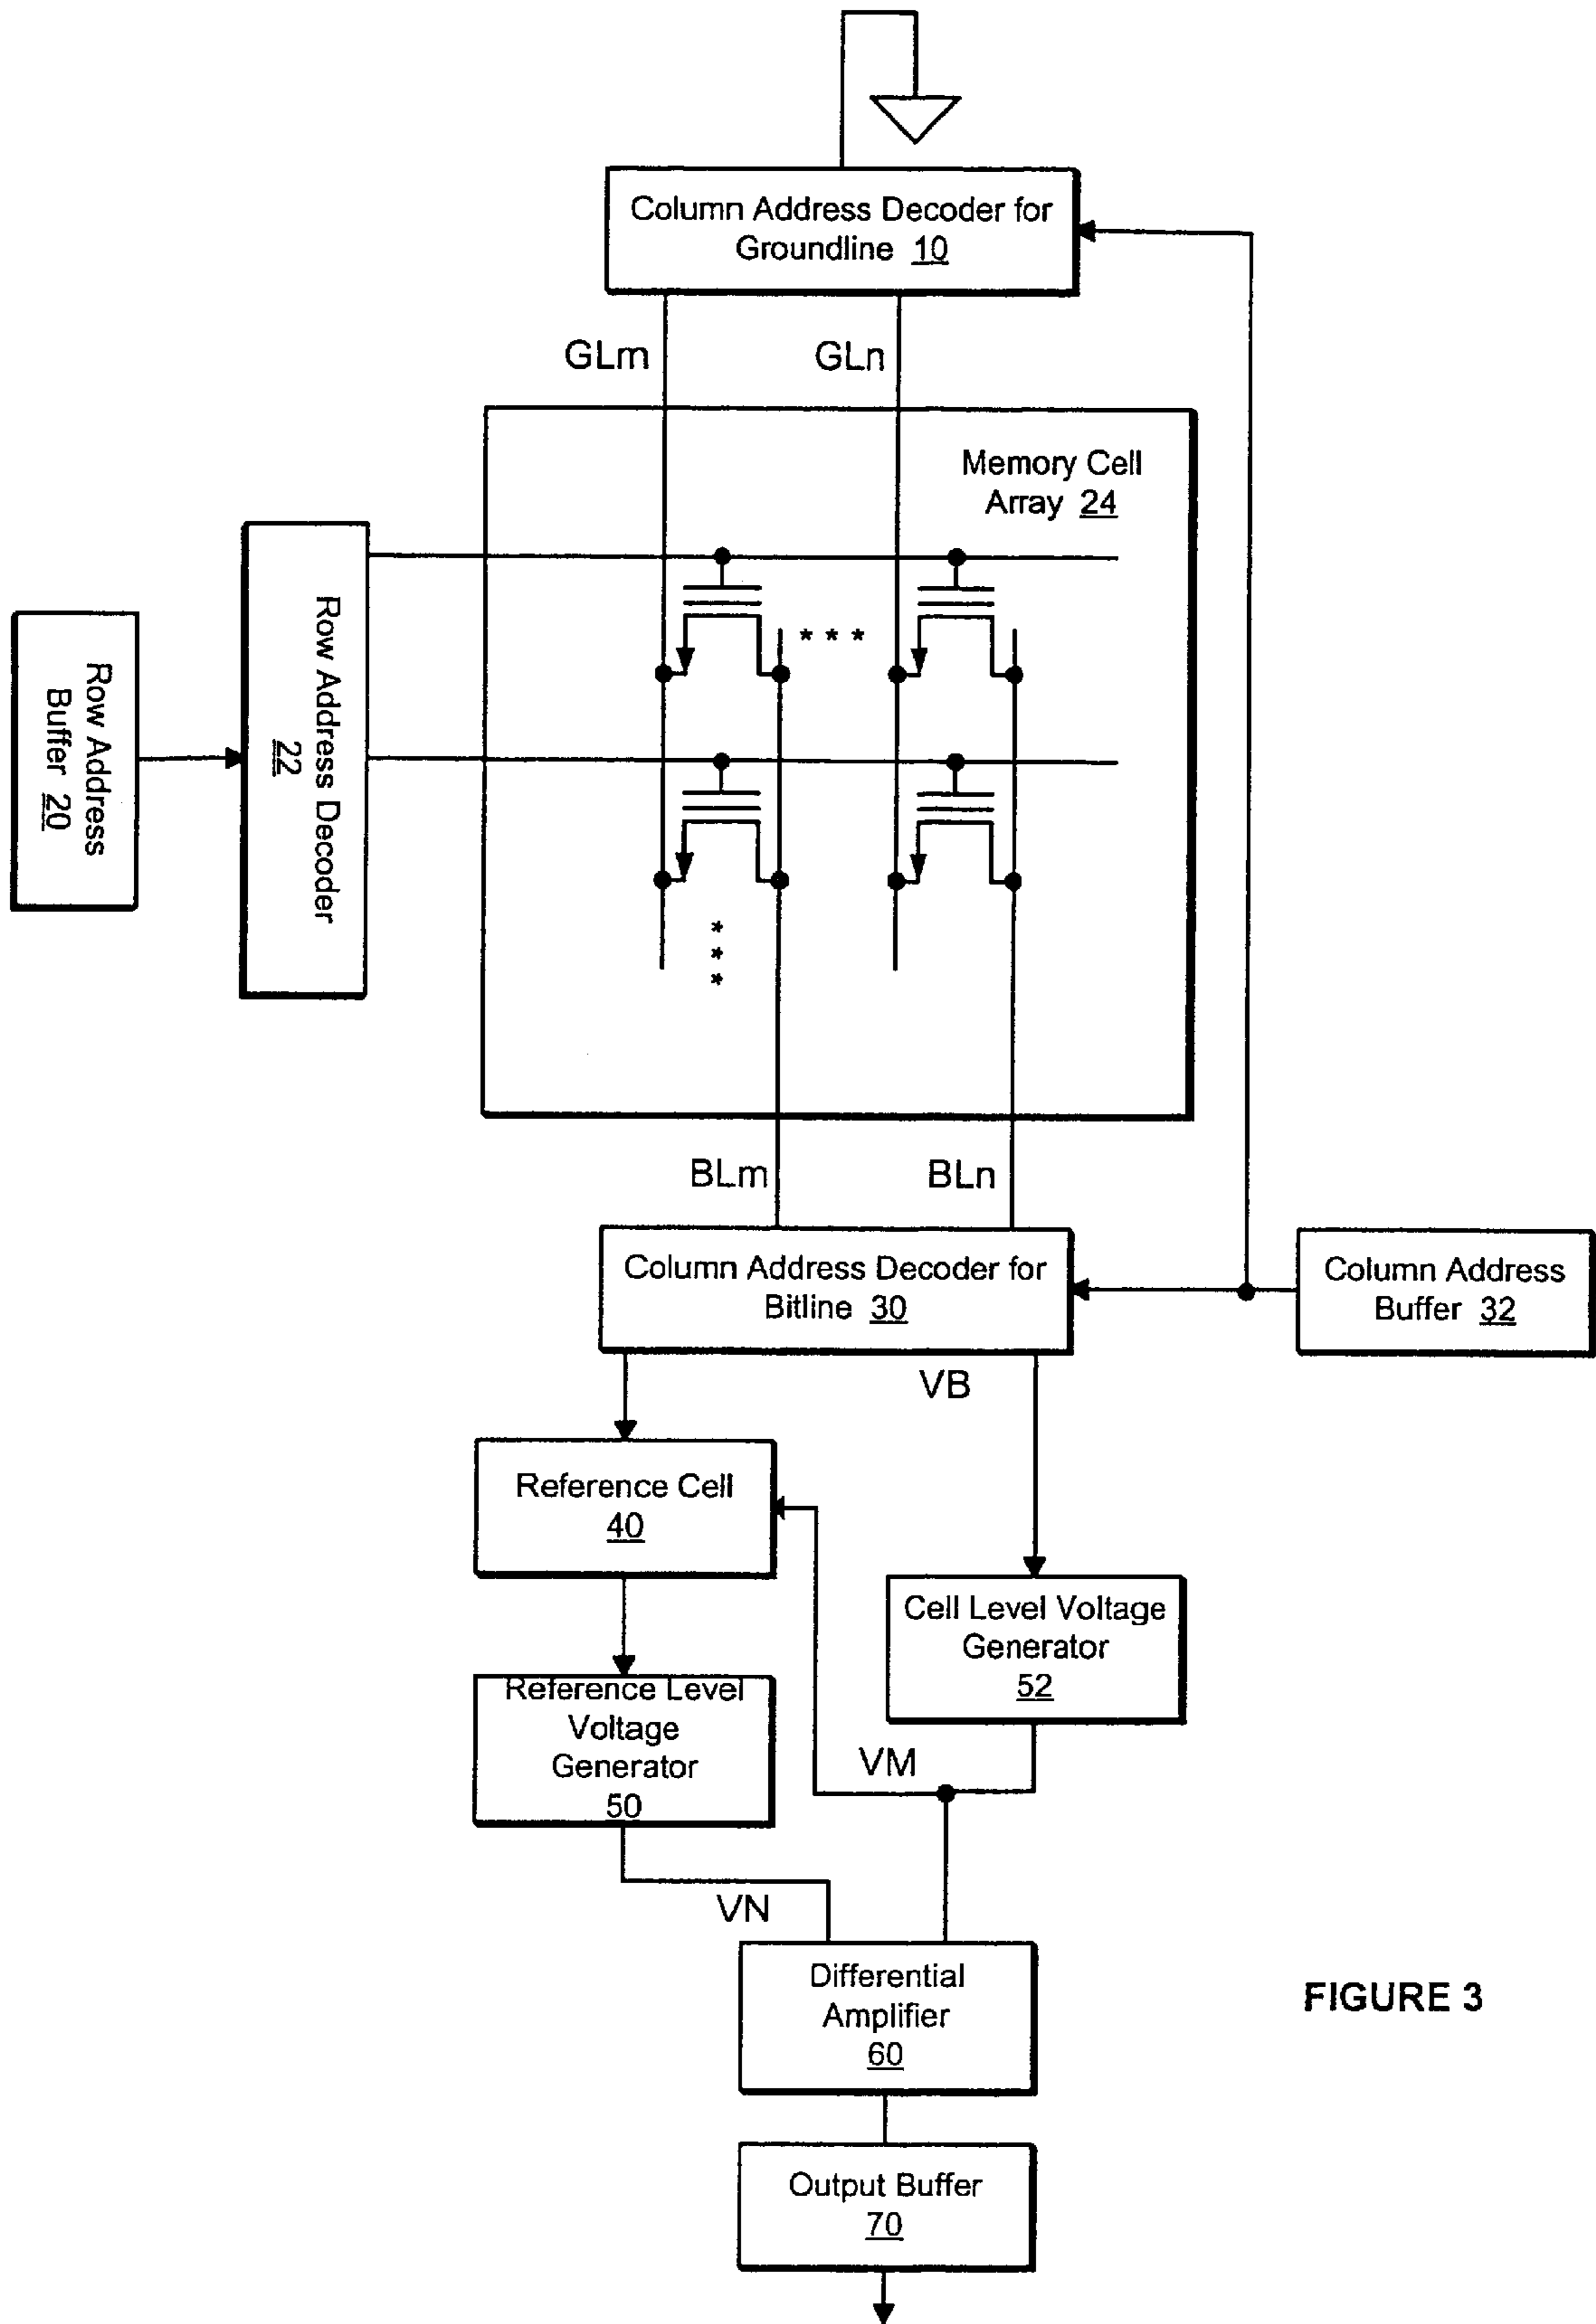 Column Address Decoder for
Groundline 10
GLm
GLn
Memory Cell
Array 24
* * *
* * *
Row Address
Buffer 20
Row Address Decoder
22
BLm
BLn
Column Address Decoder for
Bitline 30
Column Address
Buffer 32
VB
Reference Cell
40
Cell Level Voltage
Generator
52
Reference Level
Voltage
Generator
50
VM
VN
Differential
Amplifier
60
FIGURE 3
Output Buffer
70